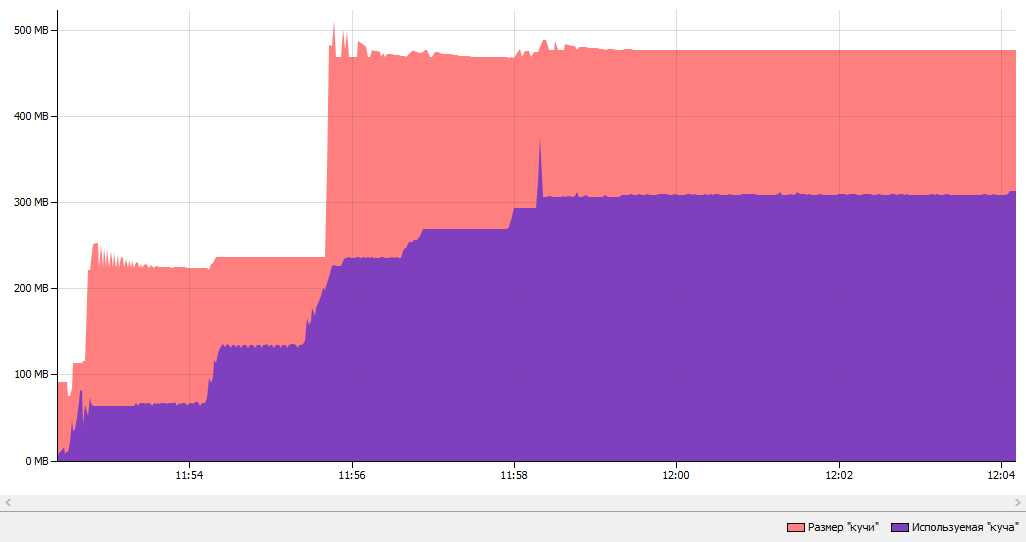 500 MB
400 MB
300 MB
200 MB
100 MB
0 MB
11:54 11:56 11:58 12:00 12:02 12:04
Размер "кучи" Используемая "куча"